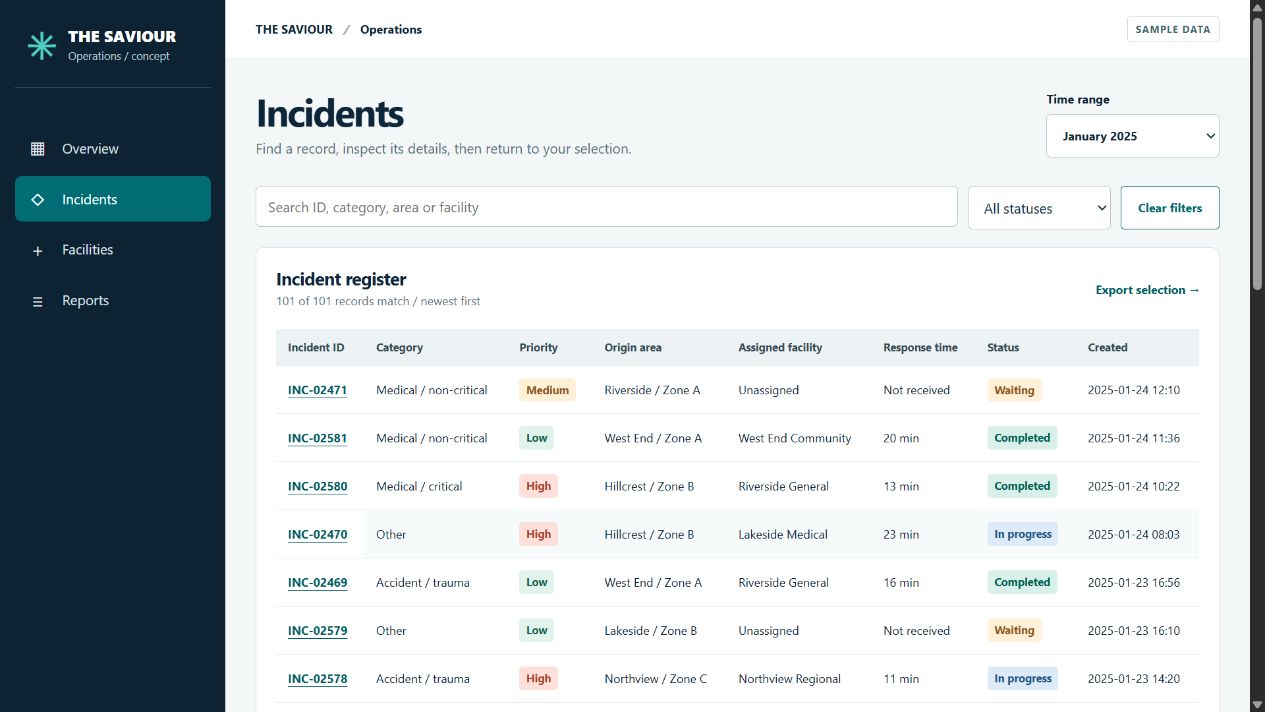 THE SAVIOUR
Operations / concept
Overview
Incidents
Facilities
Reports
THE SAVIOUR / Operations
SAMPLE DATA
Incidents
Find a record, inspect its details, then return to your selection.
Time range
January 2025
Search ID, category, area or facility
All statuses
Clear filters
Incident register
101 of 101 records match / newest first
Export selection →
Incident ID Category Priority Origin area Assigned facility Response time Status Created
INC-02471 Medical / non-critical Medium Riverside / Zone A Unassigned Not received Waiting 2025-01-24 12:10
INC-02581 Medical / non-critical Low West End / Zone A West End Community 20 min Completed 2025-01-24 11:36
INC-02580 Medical / critical High Hillcrest / Zone B Riverside General 13 min Completed 2025-01-24 10:22
INC-02470 Other High Hillcrest / Zone B Lakeside Medical 23 min In progress 2025-01-24 08:03
INC-02469 Accident / trauma Low West End / Zone A Riverside General 16 min Completed 2025-01-23 16:56
INC-02579 Other Low Lakeside / Zone B Unassigned Not received Waiting 2025-01-23 16:10
INC-02578 Accident / trauma High Northview / Zone C Northview Regional 11 min In progress 2025-01-23 14:20